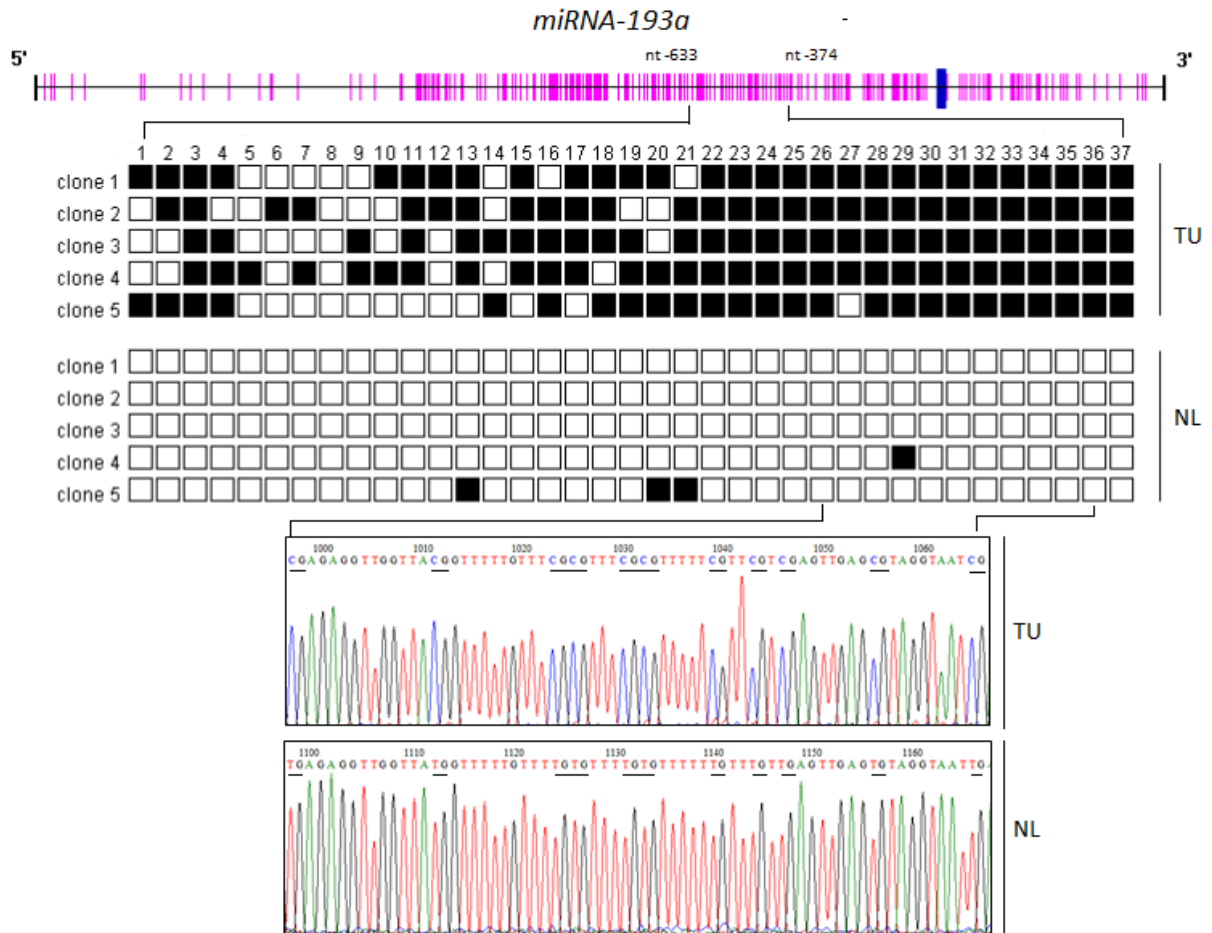 miRNA-193a
-
5'
nt -633
nt -374
3'
1 2 3 4 5 6 7 8 9 10 11 12 13 14 15 16 17 18 19 20 21 22 23 24 25 26 27 28 29 30 31 32 33 34 35 36 37
clone 1
clone 2
clone 3
clone 4
clone 5
TU
clone 1
clone 2
clone 3
clone 4
clone 5
NL
1000 1010 1020 1030 1040 1050 1060
CGAGAGGTTGGTTACGGTTTTTGTTTCGCGTTTCGCGTTTTTCGTTCGTCGAGTTGAGCGTAGGTAATCG
TU
1100 1110 1120 1130 1140 1150 1160
TGAGAGGTTGGTTATGGTTTTTGTTTTGTGTTTTGTGTTTTTTGTTTGTTGAGTTGAGTGTAGGTAATTGA
NL